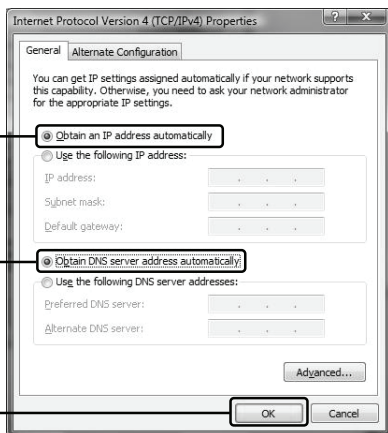 Internet Protocol Version 4 (TCP/IPv4) Properties
General Alternate Configuration
You can get IP settings assigned automatically if your network supports
this capability. Otherwise, you need to ask your network administrator
for the appropriate IP settings.
Obtain an IP address automatically
Use the following IP address:
IP address:
Subnet mask:
Default gateway:
Obtain DNS server address automatically
Use the following DNS server addresses:
Preferred DNS server:
Alternate DNS server:
Advanced...
OK Cancel